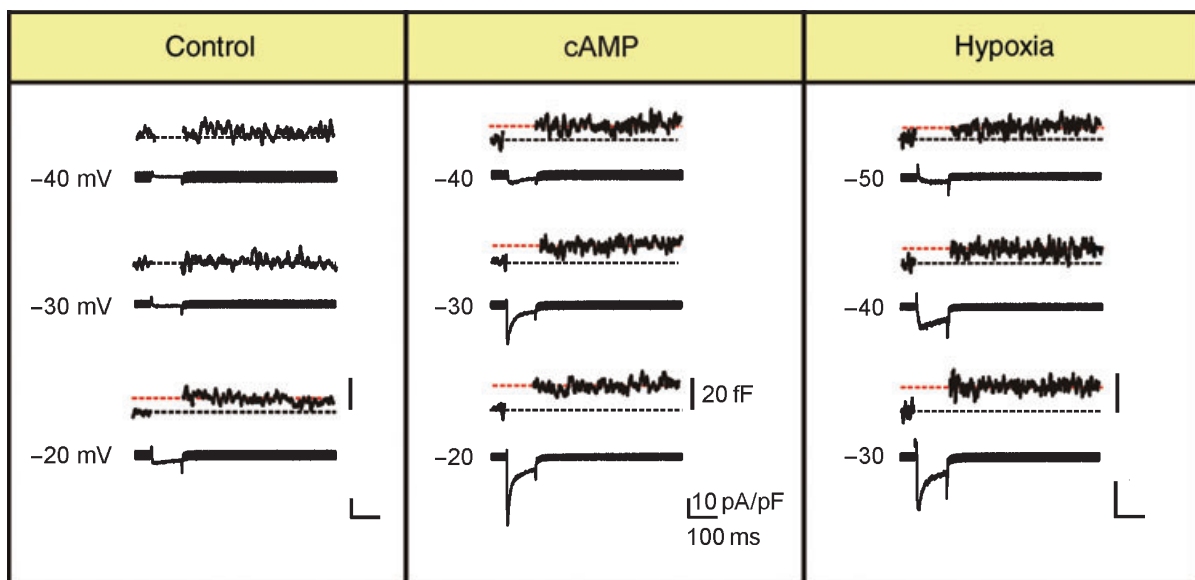 Control
cAMP
Hypoxia
–40 mV
–30 mV
–20 mV
–40
–30
–20
20 fF
10 pA/pF
100 ms
–50
–40
–30